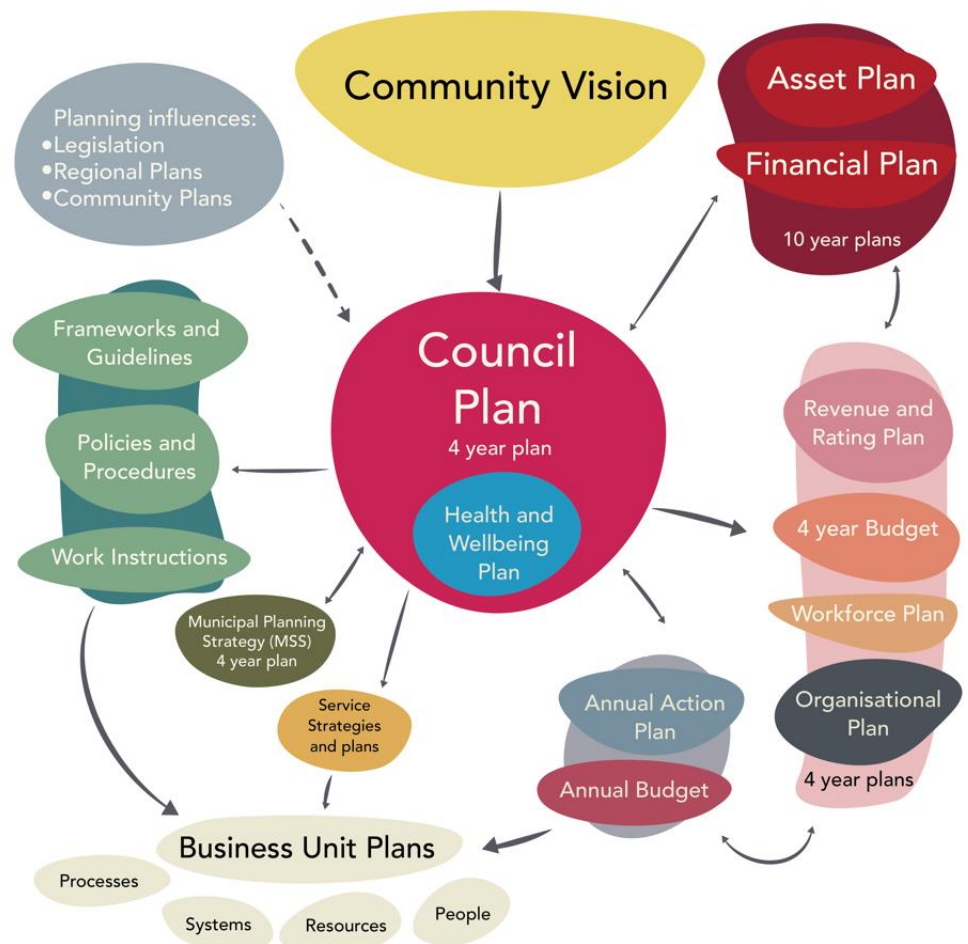 Community Vision
Asset Plan
Financial Plan
10 year plans
Planning influences:
•Legislation
•Regional Plans
•Community Plans
Frameworks and
Guidelines
Policies and
Procedures
Work Instructions
Council
Plan
4 year plan
Health and
Wellbeing
Plan
Revenue and
Rating Plan
4 year Budget
Workforce Plan
Organisational
Plan
4 year plans
Municipal Planning
Strategy (MSS)
4 year plan
Service
Strategies
and plans
Annual Action
Plan
Annual Budget
Business Unit Plans
Processes
Systems
Resources
People